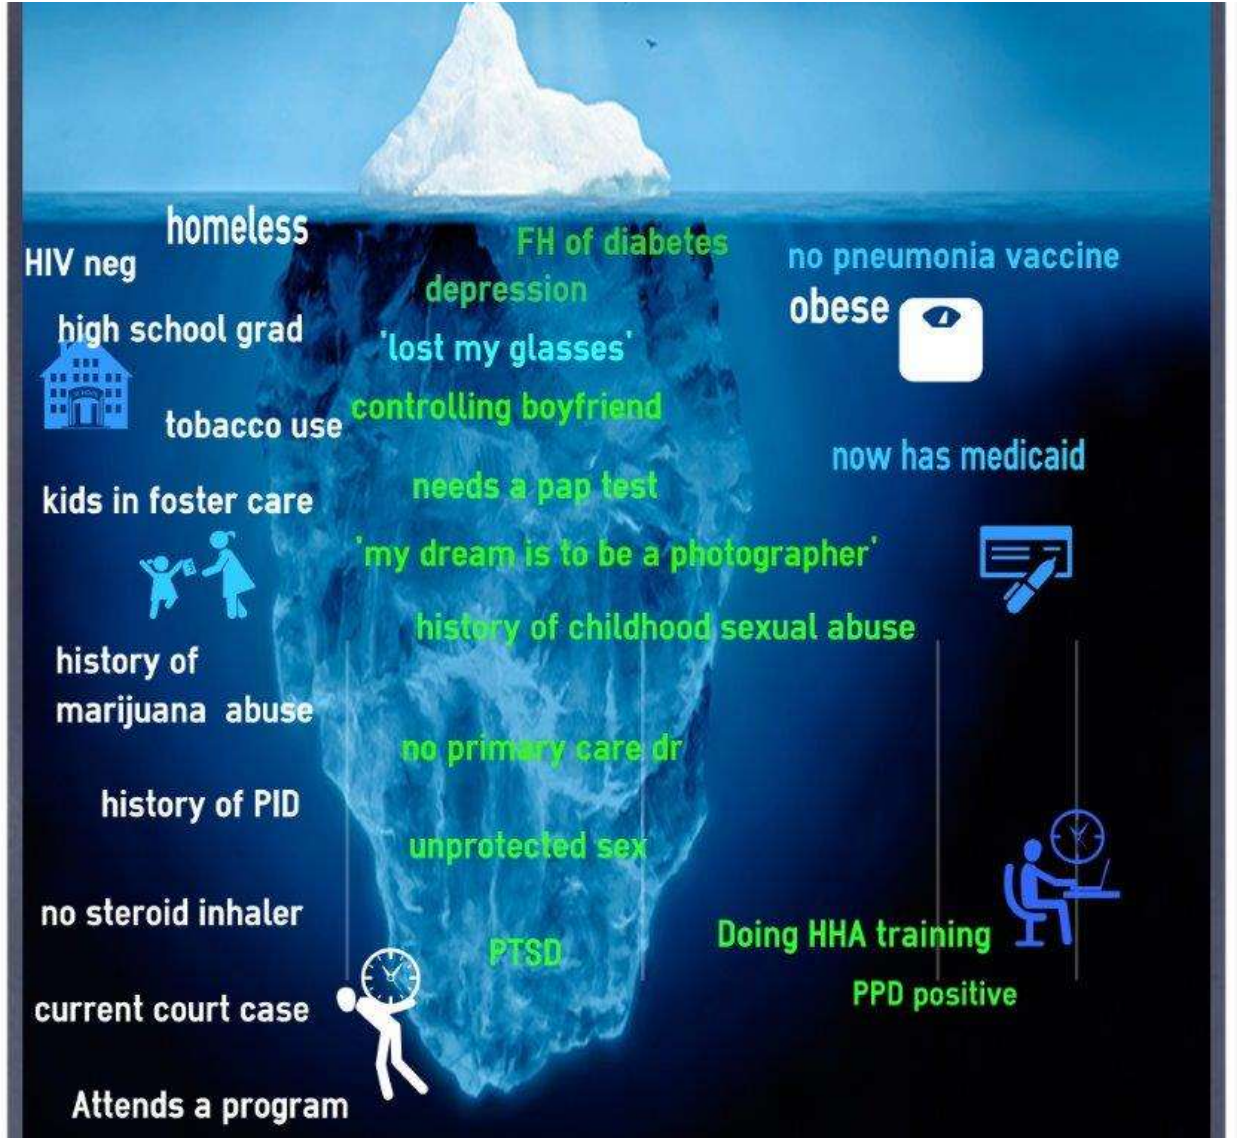 homeless
HIV neg
high school grad
tobacco use
kids in foster care
history of
marijuana abuse
history of PID
no steroid inhaler
current court case
Attends a program
FH of diabetes
depression
'lost my glasses'
controlling boyfriend
needs a pap test
'my dream is to be a photographer'
history of childhood sexual abuse
no primary care dr
unprotected sex
PTSD
no pneumonia vaccine
obese
now has medicaid
Doing HHA training
PPD positive